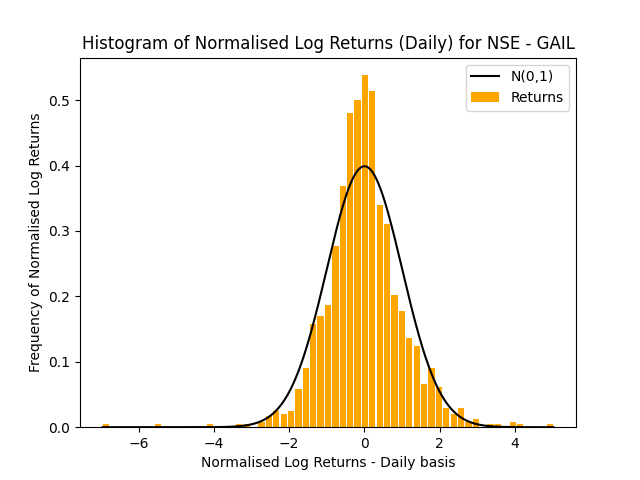 Histogram of Normalised Log Returns (Daily) for NSE - GAIL
N(0,1)
Returns
Frequency of Normalised Log Returns
0.5
0.4
0.3
0.2
0.1
0.0
−6
−4
−2
0
2
4
Normalised Log Returns - Daily basis